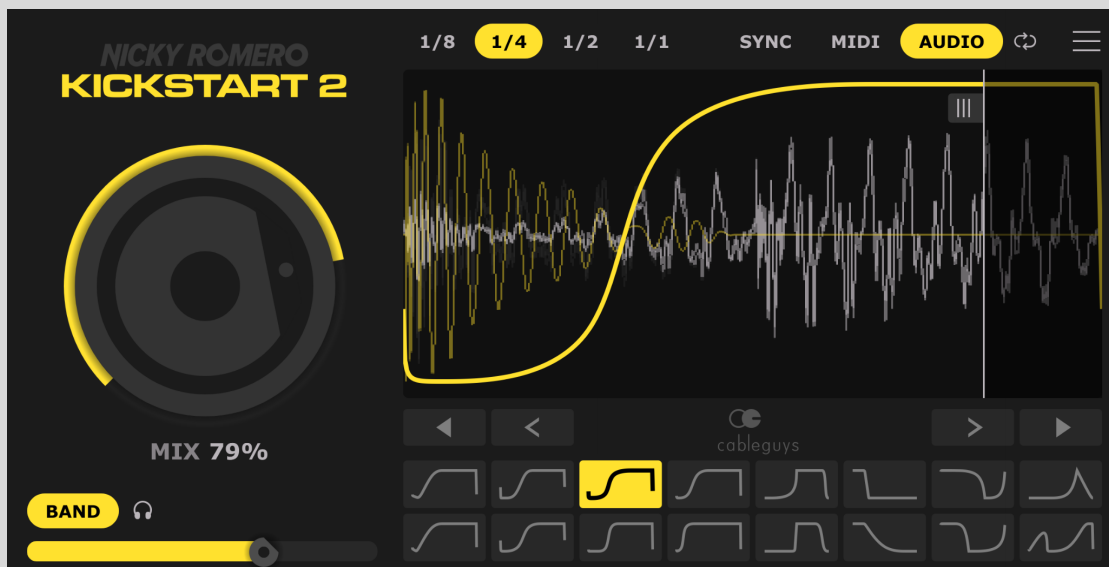 NICKY ROMERO
KICKSTART 2
1/8 1/4 1/2 1/1 SYNC MIDI AUDIO
MIX 79%
cableguys
BAND